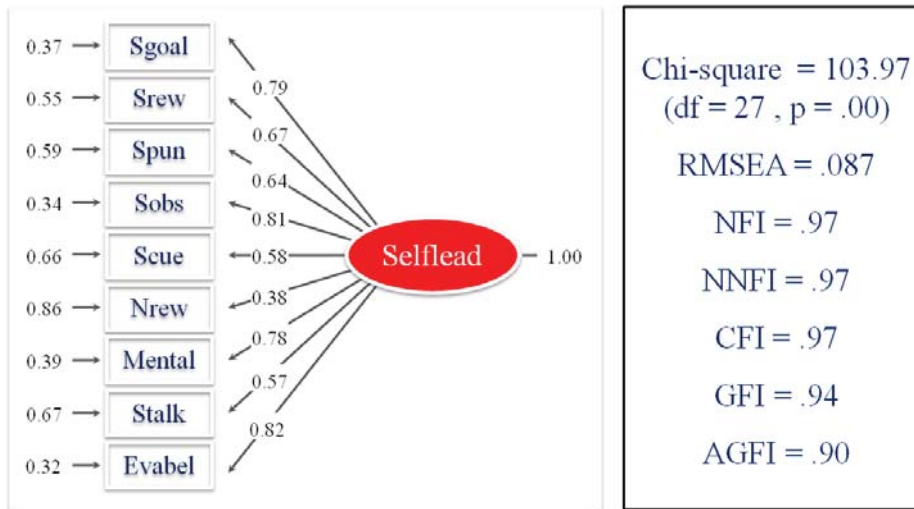 0.37 Sgoal
0.79
0.55 Srew
0.67
0.59 Spun
0.64
0.34 Sobs
0.81
0.66 Scue
0.58
Selflead
1.00
0.86 Nrew
0.38
0.39 Mental
0.78
0.67 Stalk
0.57
0.32 Evabel
0.82
Chi-square = 103.97
(df = 27 , p = .00)
RMSEA = .087
NFI = .97
NNFI = .97
CFI = .97
GFI = .94
AGFI = .90